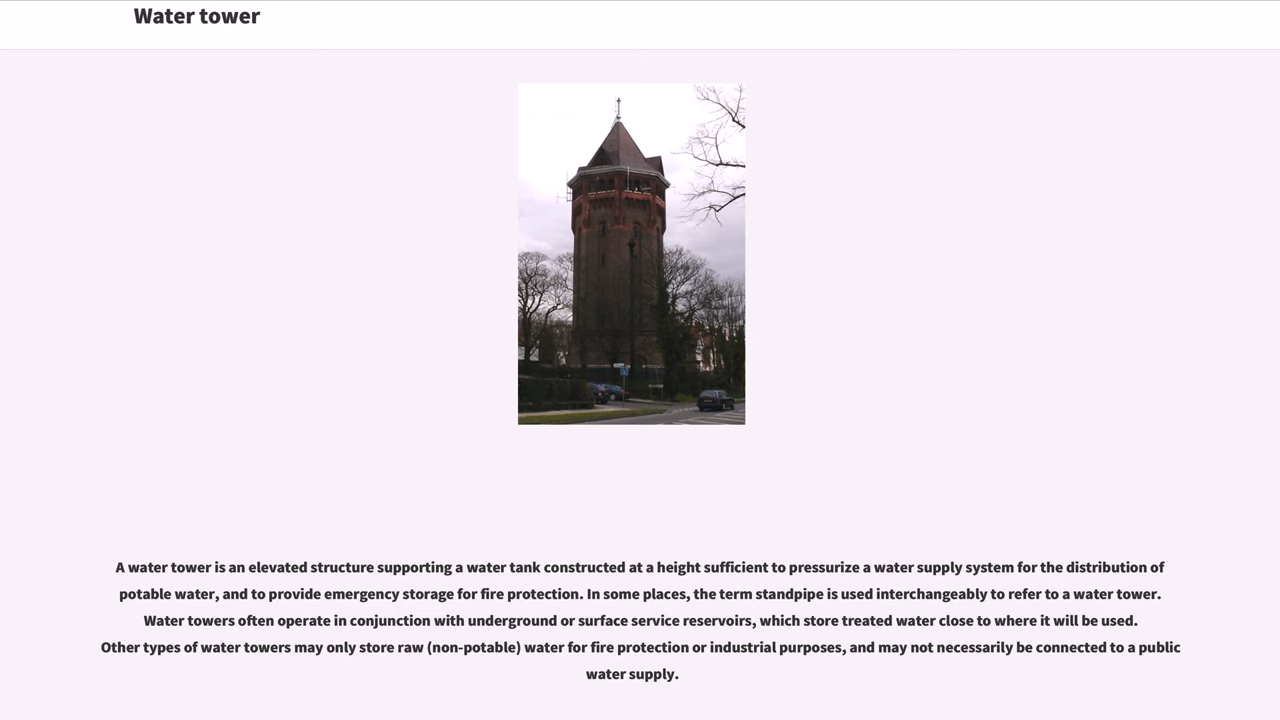 Water tower
A water tower is an elevated structure supporting a water tank constructed at a height sufficient to pressurize a water supply system for the distribution of
potable water, and to provide emergency storage for fire protection. In some places, the term standpipe is used interchangeably to refer to a water tower.
Water towers often operate in conjunction with underground or surface service reservoirs, which store treated water close to where it will be used.
Other types of water towers may only store raw (non-potable) water for fire protection or industrial purposes, and may not necessarily be connected to a public
water supply.